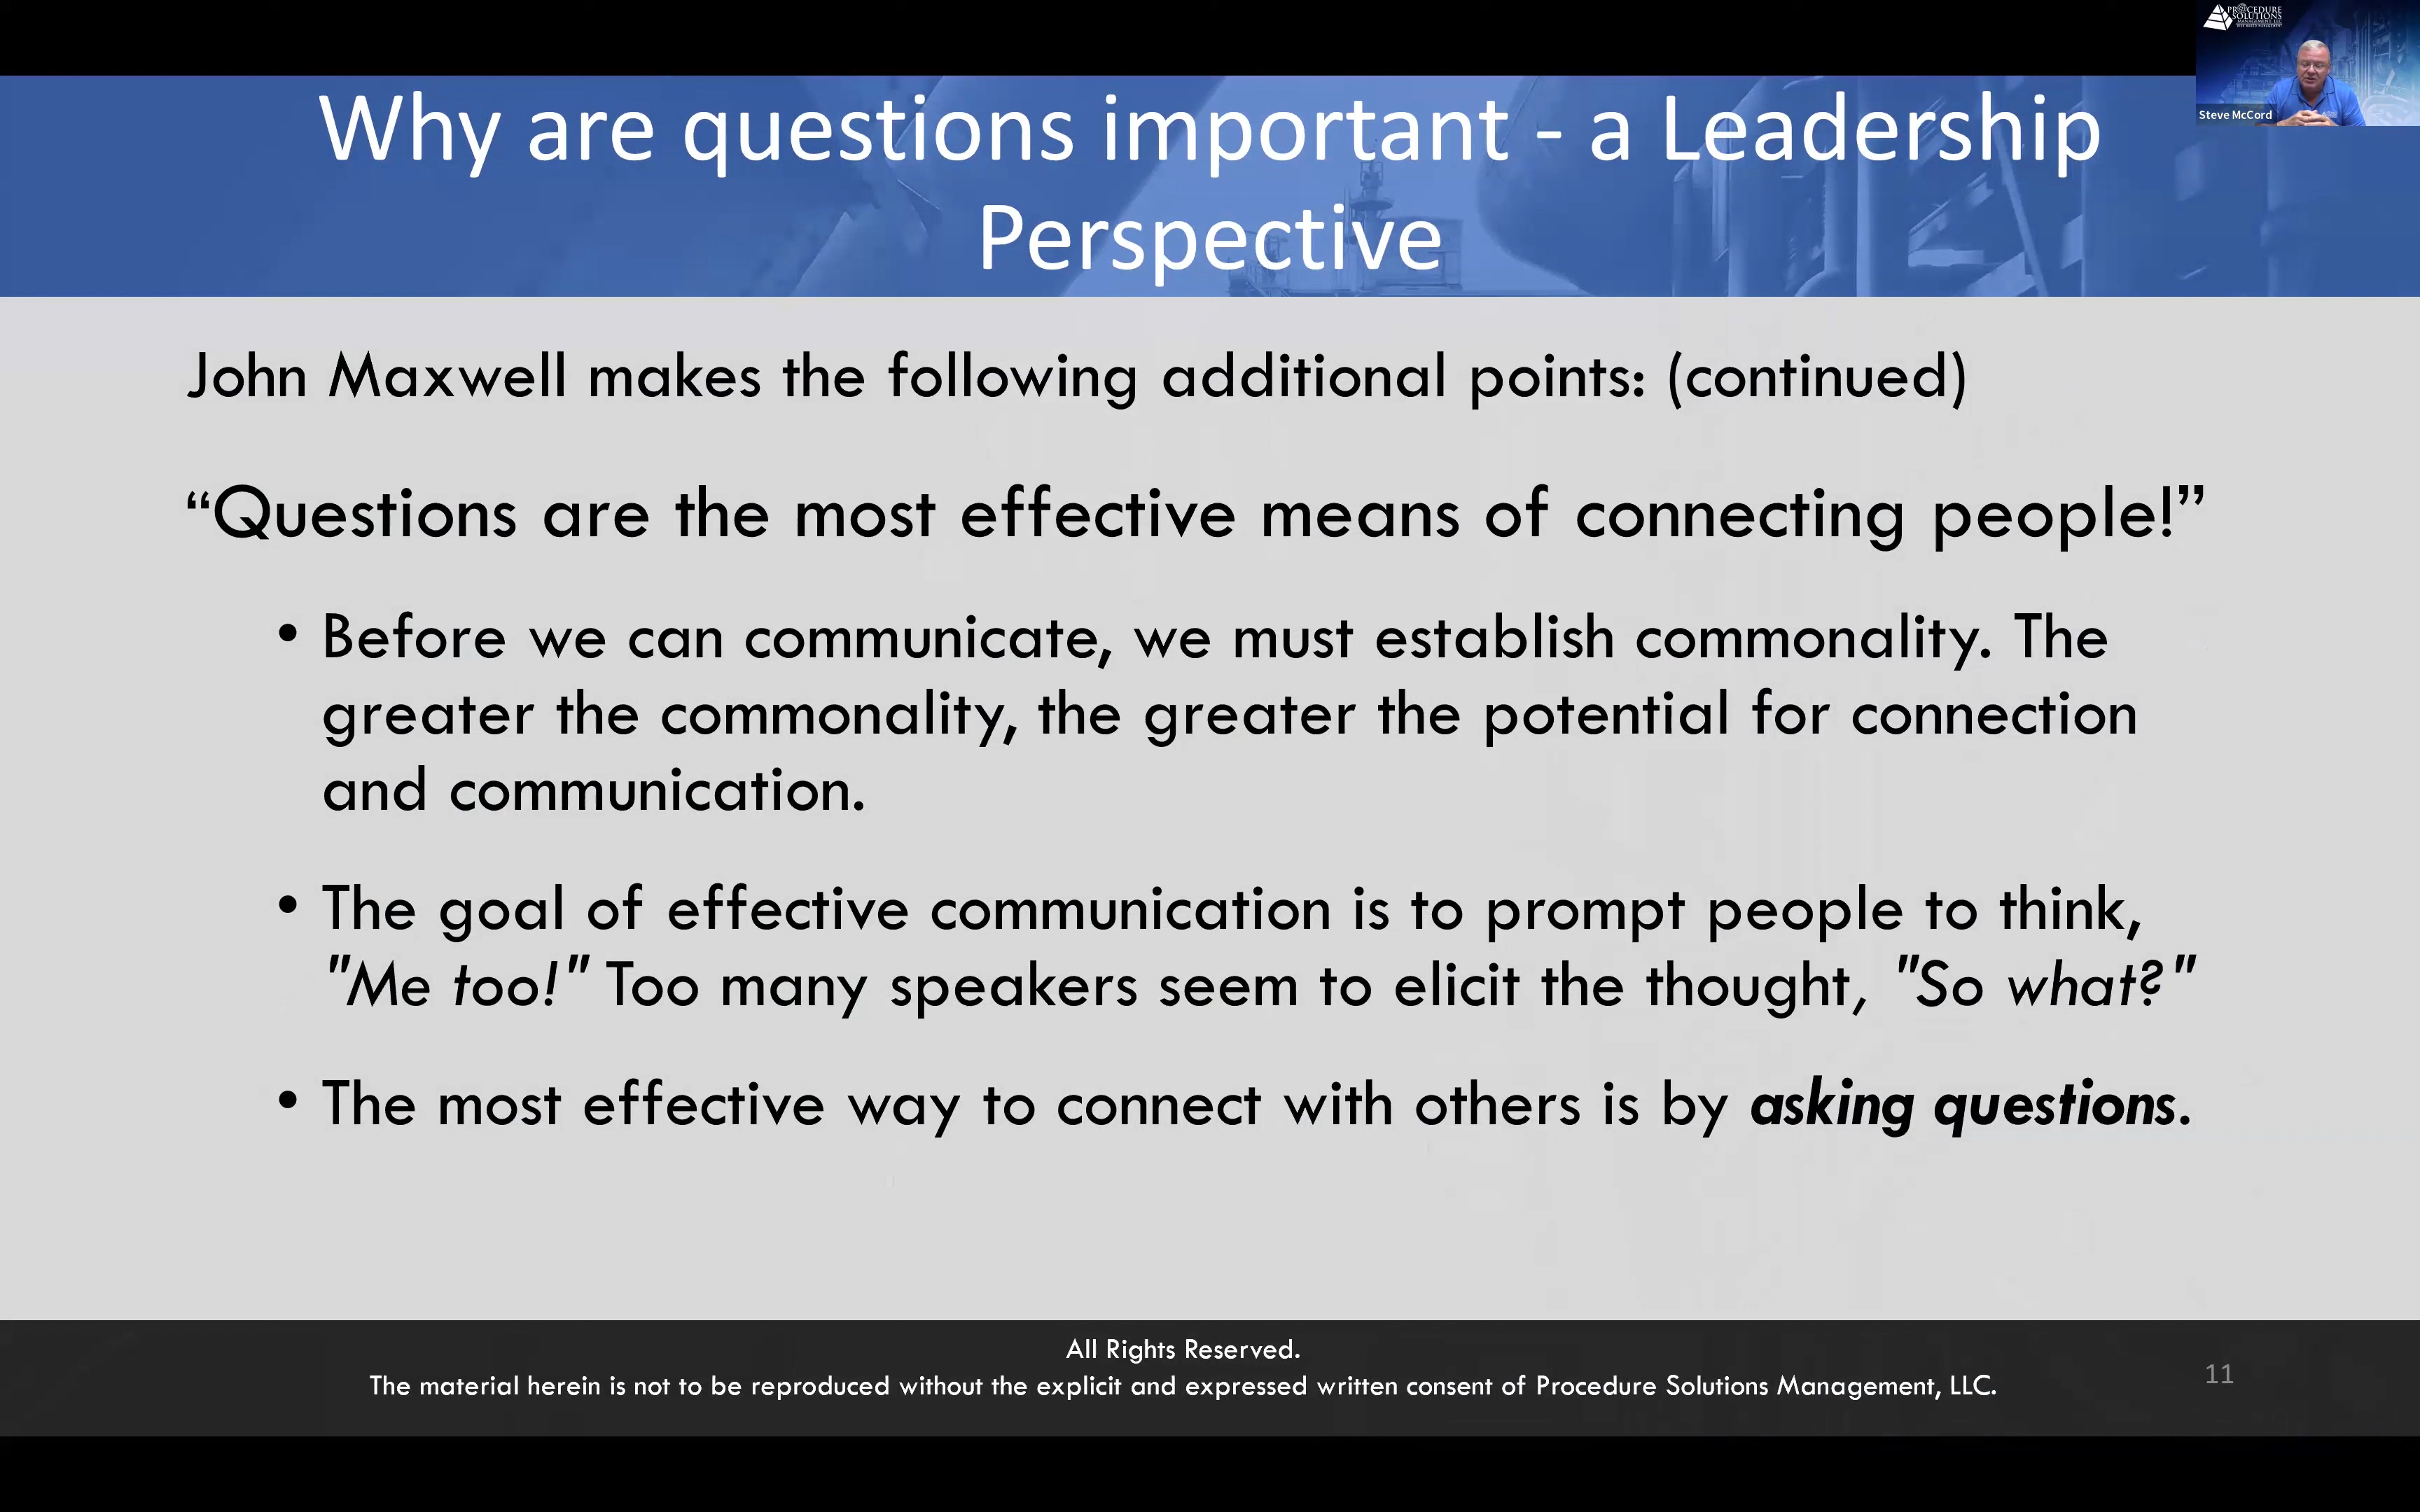 PROCEDURE
SOLUTIONS
Steve McCord
Why are questions important - a Leadership
Perspective
John Maxwell makes the following additional points: (continued)
“Questions are the most effective means of connecting people!”
• Before we can communicate, we must establish commonality. The
greater the commonality, the greater the potential for connection
and communication.
• The goal of effective communication is to prompt people to think,
"Me too!" Too many speakers seem to elicit the thought, "So what?"
• The most effective way to connect with others is by asking questions.
All Rights Reserved.
The material herein is not to be reproduced without the explicit and expressed written consent of Procedure Solutions Management, LLC.
11